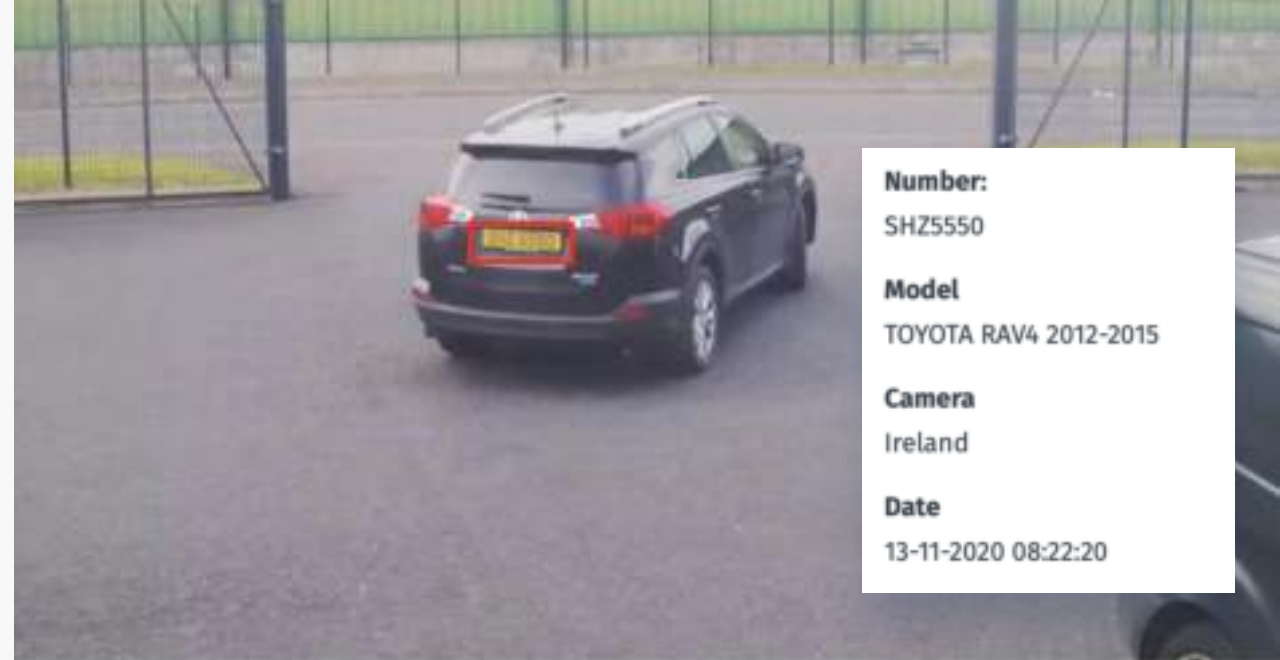 Number:
SHZ5550
Model
TOYOTA RAV4 2012-2015
Camera
Ireland
Date
13-11-2020 08:22:20